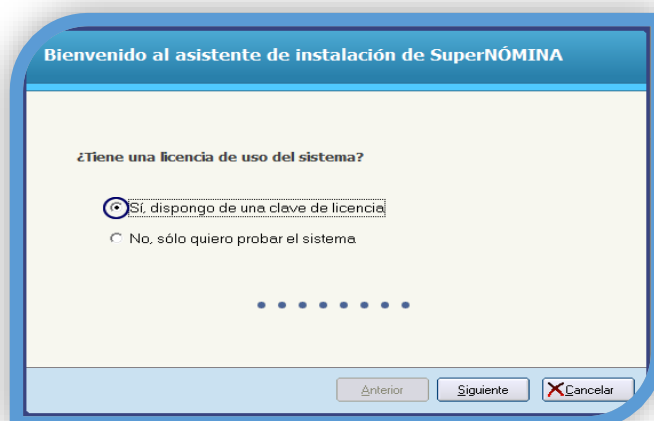 Bienvenido al asistente de instalación de SuperNÓMINA
¿Tiene una licencia de uso del sistema?
Sí, dispongo de una clave de licencia
No, sólo quiero probar el sistema
Anterior Siguiente Cancelar